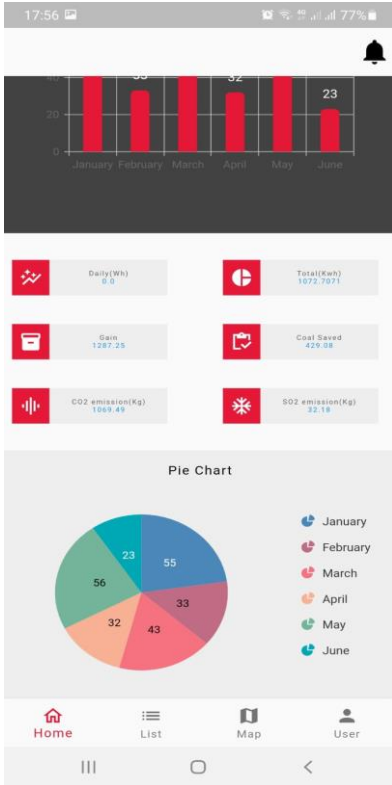 17:56 77%
40
33 32
20
23
0
January February March April May June
Daily(Wh)
0.0
Total(Kwh)
1072.7071
Gain
1287.25
Coal Saved
429.08
CO2 emission(Kg)
1069.49
SO2 emission(Kg)
32.18
Pie Chart
55
33
43
32
56
23
January
February
March
April
May
June
Home List Map User